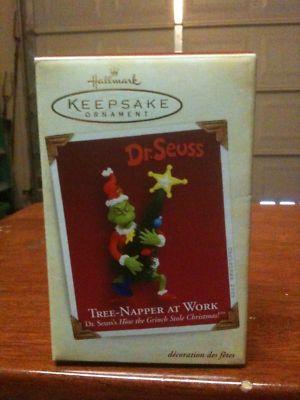 Hallmark
KEEPSAKE
ORNAMENT
Dr. Seuss
TREE-NAPPER AT WORK
Dr. Seuss's How the Grinch Stole Christmas!™
décoration des fêtes